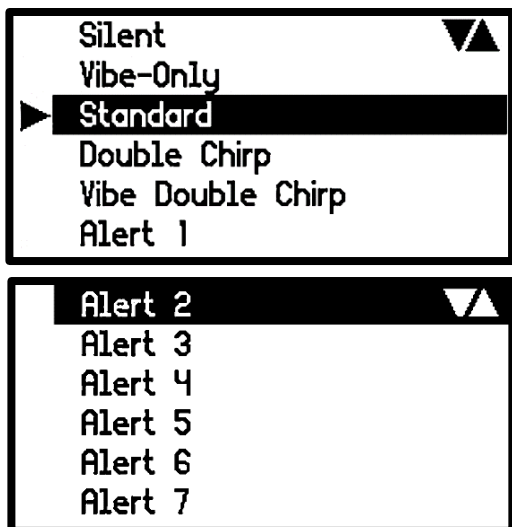 Silent
Vibe-Only
Standard
Double Chirp
Vibe Double Chirp
Alert 1
Alert 2
Alert 3
Alert 4
Alert 5
Alert 6
Alert 7